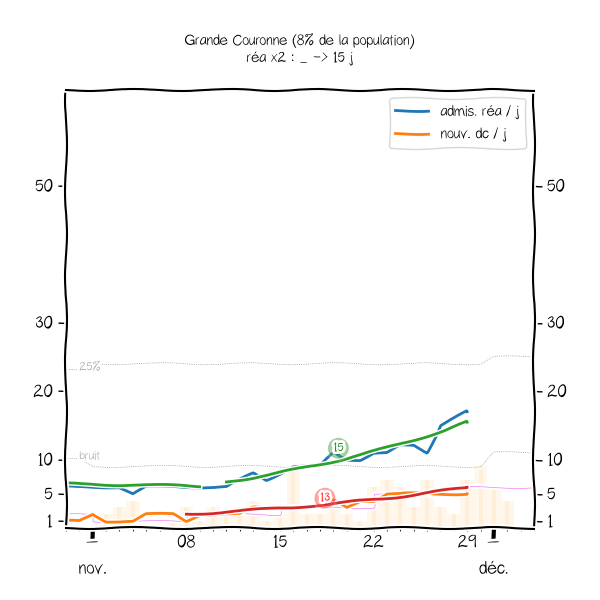 Grande Couronne (8% de la population)
réa x2 : _ -> 15 j
admis. réa / j
nouv. dc / j
50 50
30 30
25%
20 20
15
bruit
10 10
13
5 5
1 1
08 15 22 29
nov. déc.